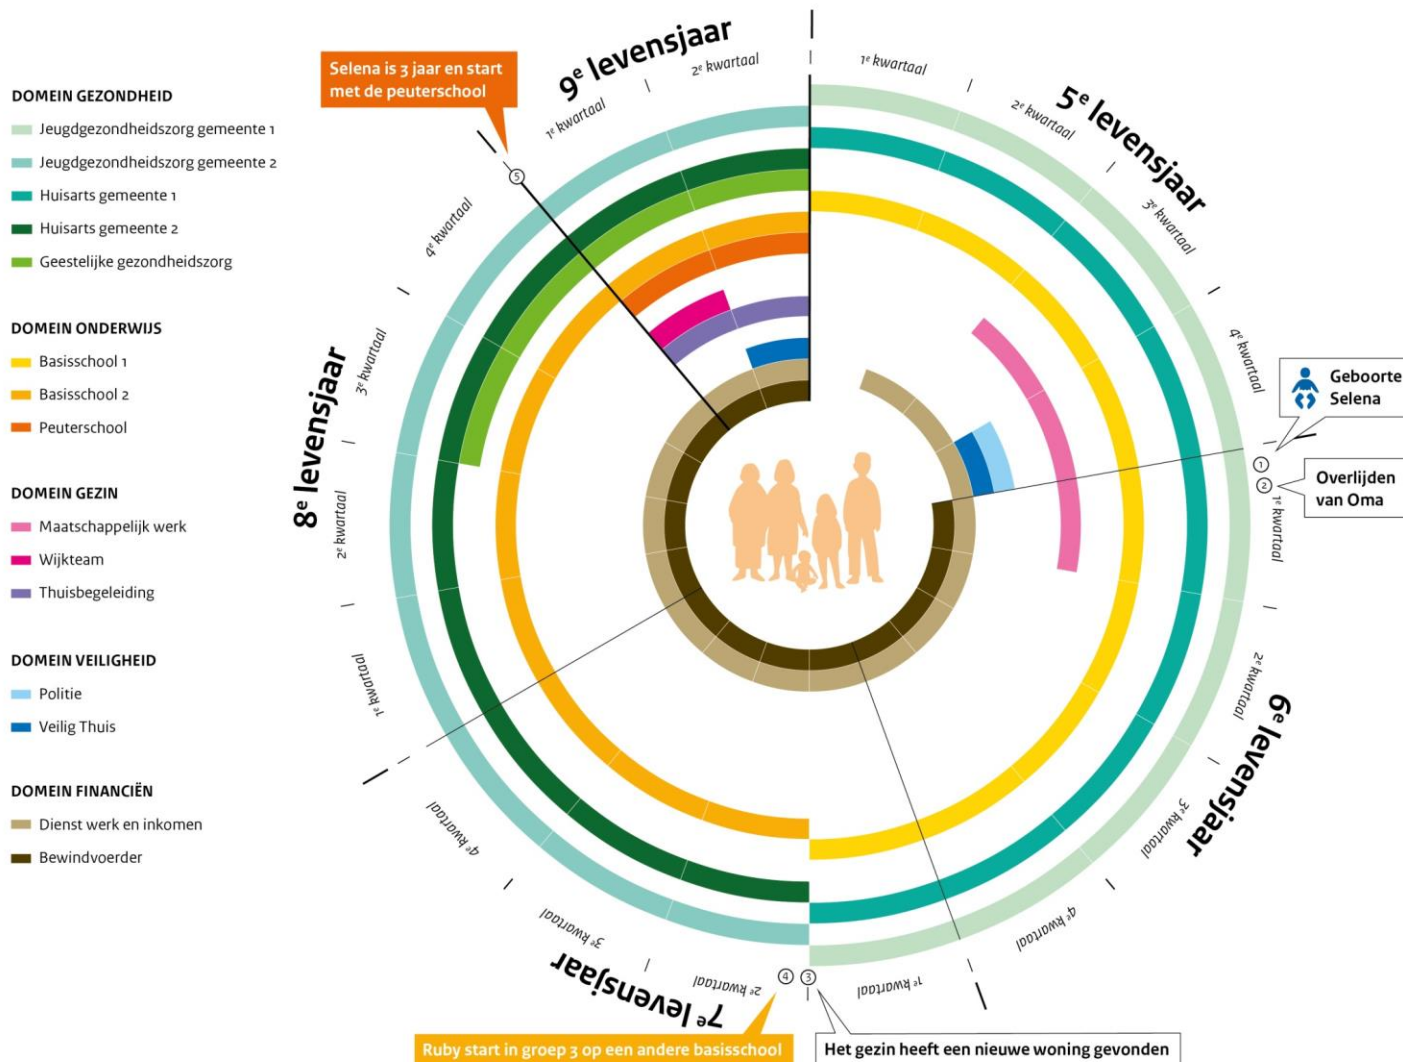 DOMEIN GEZONDHEID
Jeugdgezondheidszorg gemeente 1
Jeugdgezondheidszorg gemeente 2
Huisarts gemeente 1
Huisarts gemeente 2
Geestelijke gezondheidszorg
DOMEIN ONDERWIJS
Basisschool 1
Basisschool 2
Peuterschool
DOMEIN GEZIN
Maatschappelijk werk
Wijkteam
Thuisbegeleiding
DOMEIN VEILIGHEID
Politie
Veilig Thuis
DOMEIN FINANCIËN
Dienst werk en inkomen
Bewindvoerder
5e levensjaar
1e kwartaal
2e kwartaal
3e kwartaal
4e kwartaal
Geboorte
Selena
1
2
Overlijden
van Oma
6e levensjaar
1e kwartaal
2e kwartaal
3e kwartaal
4e kwartaal
7e levensjaar
1e kwartaal
3
Het gezin heeft een nieuwe woning gevonden
4
Ruby start in groep 3 op een andere basisschool
2e kwartaal
3e kwartaal
4e kwartaal
8e levensjaar
1e kwartaal
2e kwartaal
3e kwartaal
4e kwartaal
5
Selena is 3 jaar en start
met de peuterschool
9e levensjaar
1e kwartaal
2e kwartaal